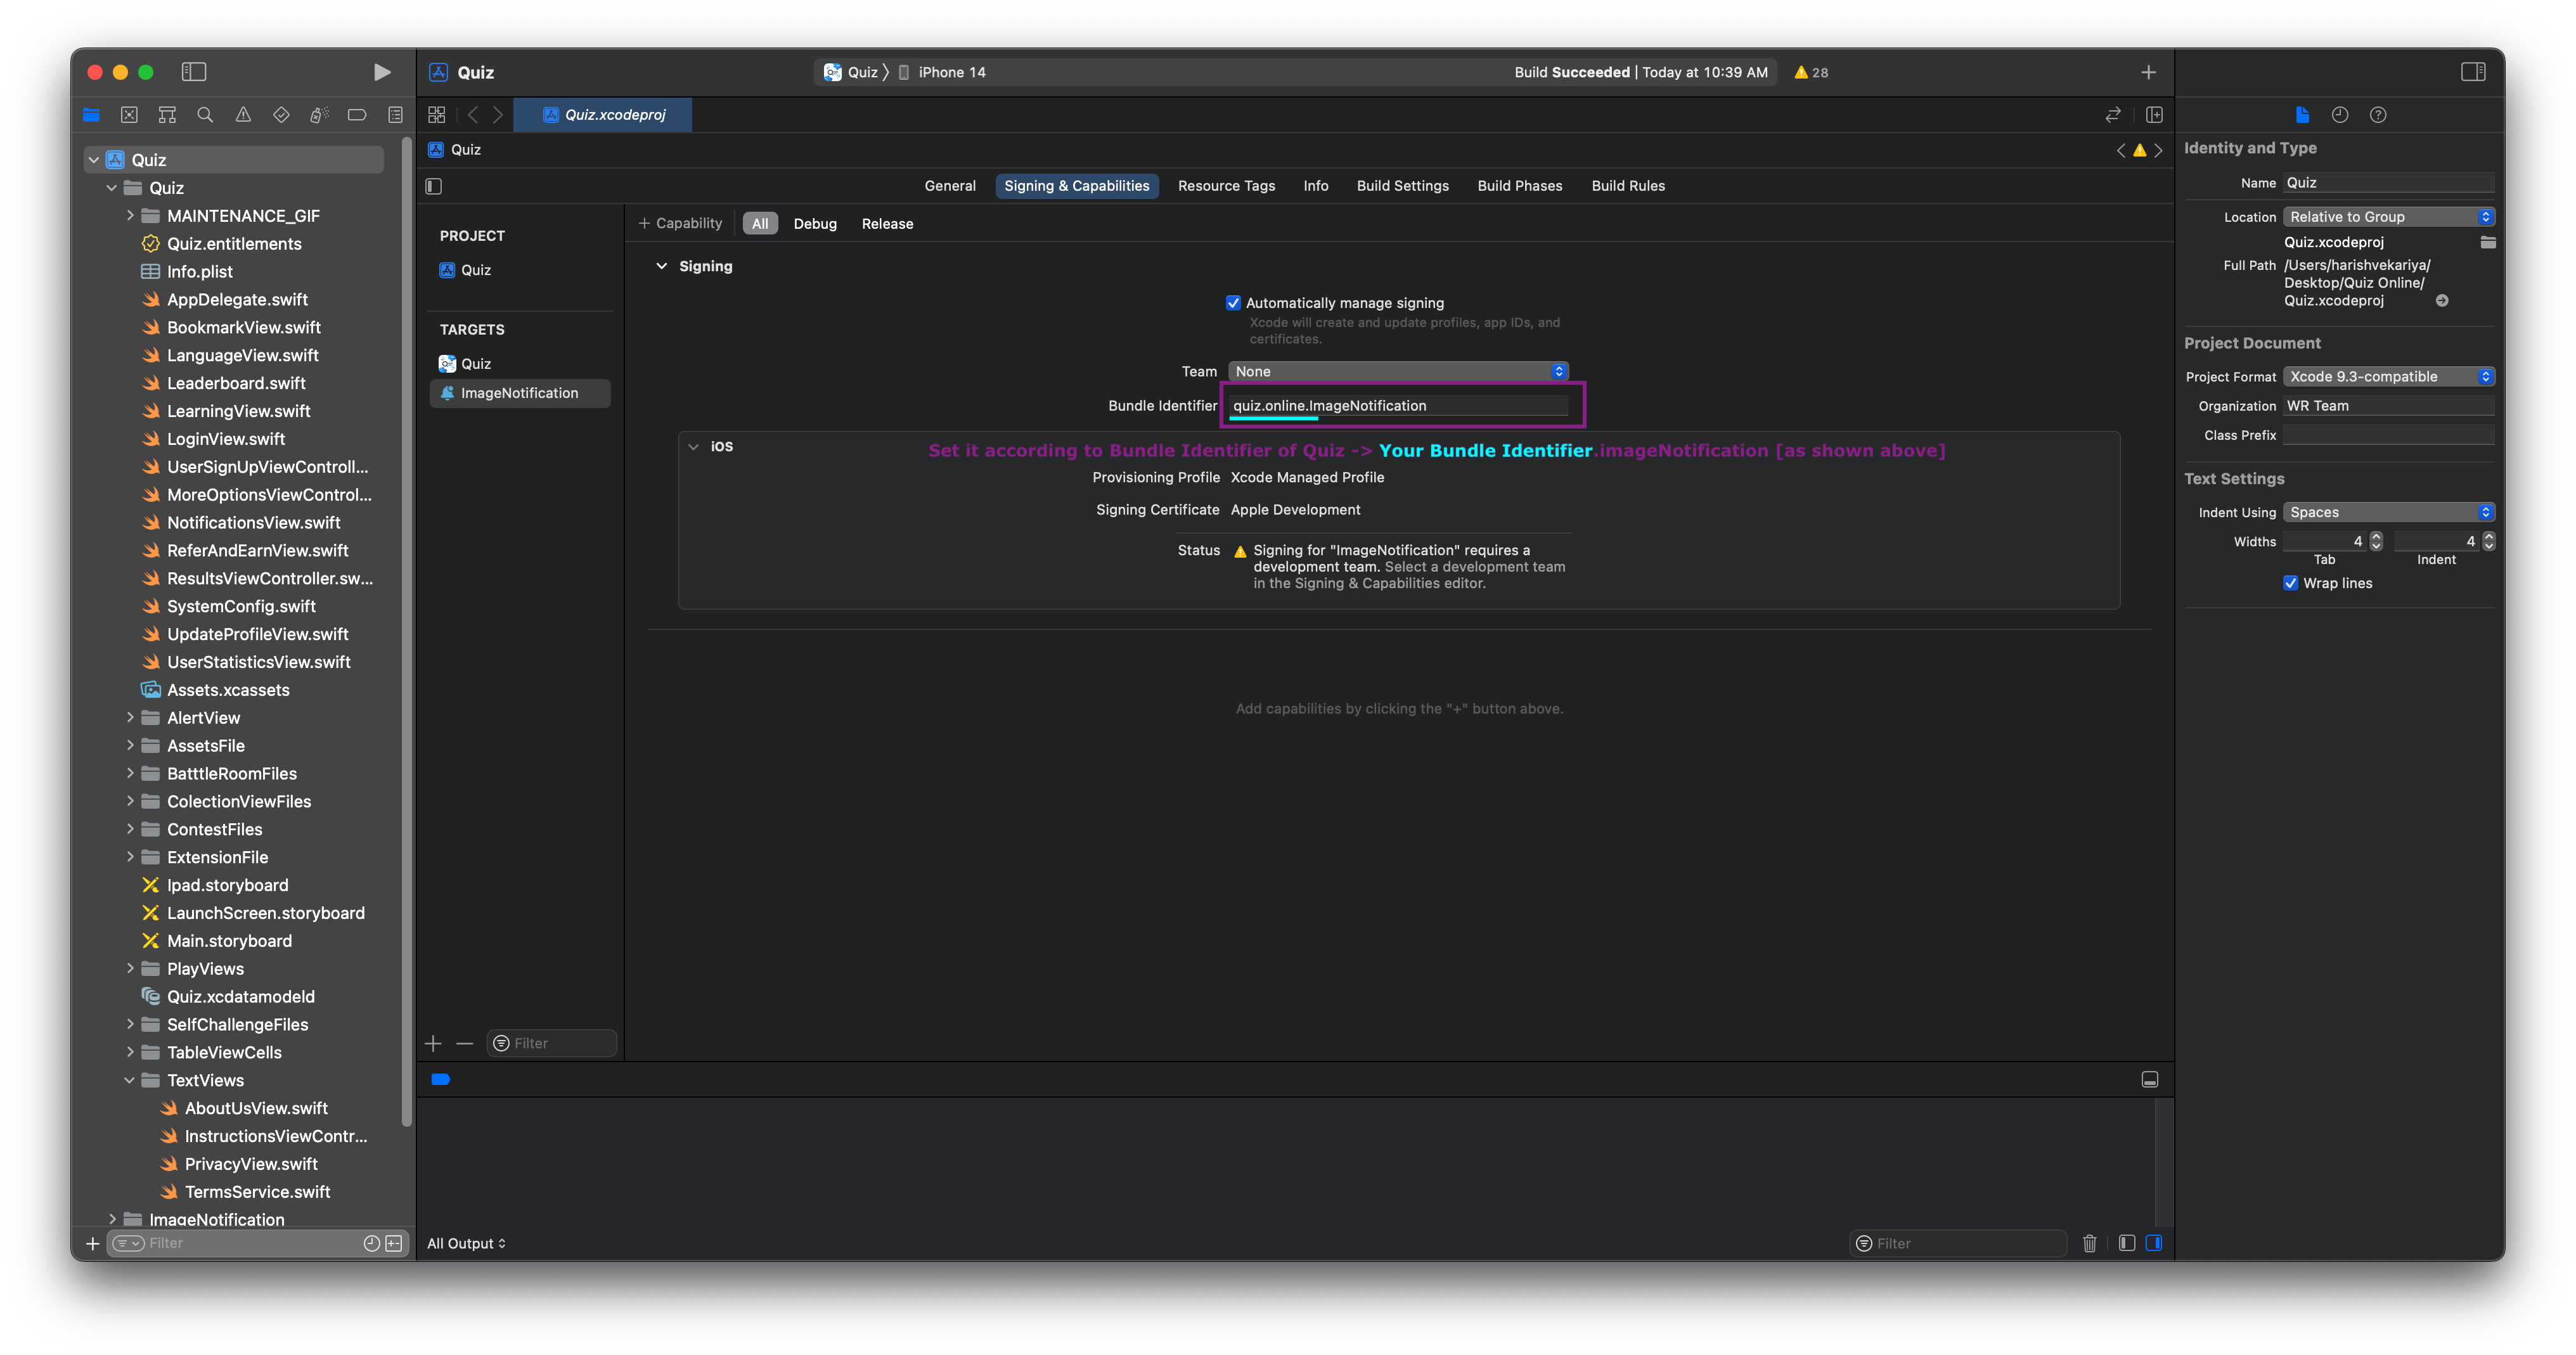 Quiz
Quiz
iPhone 14
Build Succeeded | Today at 10:39 AM
28
Quiz.xcodeproj
Quiz
Quiz
MAINTENANCE_GIF
Quiz.entitlements
Info.plist
AppDelegate.swift
BookmarkView.swift
LanguageView.swift
Leaderboard.swift
LearningView.swift
LoginView.swift
UserSignUpViewControll...
MoreOptionsViewControl...
NotificationsView.swift
ReferAndEarnView.swift
ResultsViewController.sw...
SystemConfig.swift
UpdateProfileView.swift
UserStatisticsView.swift
Assets.xcassets
AlertView
AssetsFile
BatttleRoomFiles
ColectionViewFiles
ContestFiles
ExtensionFile
Ipad.storyboard
LaunchScreen.storyboard
Main.storyboard
PlayViews
Quiz.xcdatamodeld
SelfChallengeFiles
TableViewCells
TextViews
AboutUsView.swift
InstructionsViewContr...
PrivacyView.swift
TermsService.swift
ImageNotification
Filter
Quiz
General
Signing & Capabilities
Resource Tags
Info
Build Settings
Build Phases
Build Rules
PROJECT
Quiz
TARGETS
Quiz
ImageNotification
Filter
+ Capability
All
Debug
Release
Signing
Automatically manage signing
Xcode will create and update profiles, app IDs, and
certificates.
Team None
Bundle Identifier quiz.online.ImageNotification
iOS
Set it according to Bundle Identifier of Quiz -> Your Bundle Identifier.imageNotification [as shown above]
Provisioning Profile Xcode Managed Profile
Signing Certificate Apple Development
Status Signing for "ImageNotification" requires a
development team. Select a development team
in the Signing & Capabilities editor.
Add capabilities by clicking the "+" button above.
All Output
Filter
Identity and Type
Name Quiz
Location Relative to Group
Quiz.xcodeproj
Full Path /Users/harishvekariya/
Desktop/Quiz Online/
Quiz.xcodeproj
Project Document
Project Format Xcode 9.3-compatible
Organization WR Team
Class Prefix
Text Settings
Indent Using Spaces
Widths 4 4
Tab Indent
Wrap lines